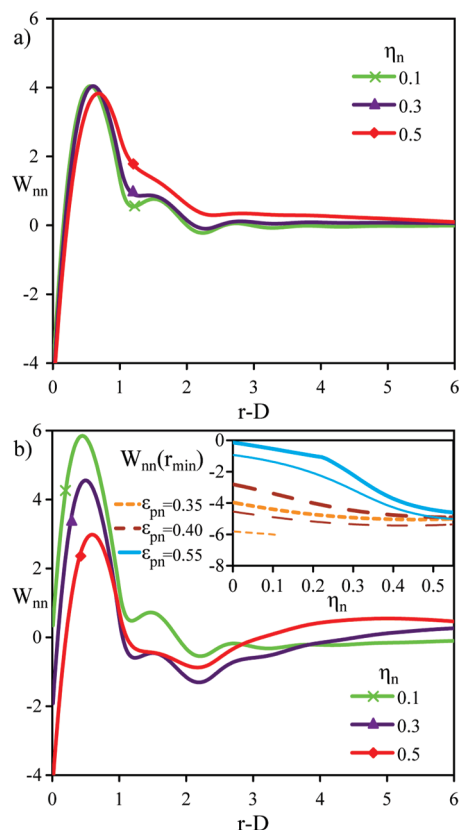 a)
6
4
2
0
-2
-4
W_nn
0 1 2 3 4 5 6
r-D
η_n
0.1
0.3
0.5
b)
6
4
2
0
-2
-4
W_nn
0 1 2 3 4 5 6
r-D
W_nn(r_min)
ε_pn=0.35
ε_pn=0.40
ε_pn=0.55
0
-2
-4
-6
-8
0 0.1 0.2 0.3 0.4 0.5
η_n
η_n
0.1
0.3
0.5